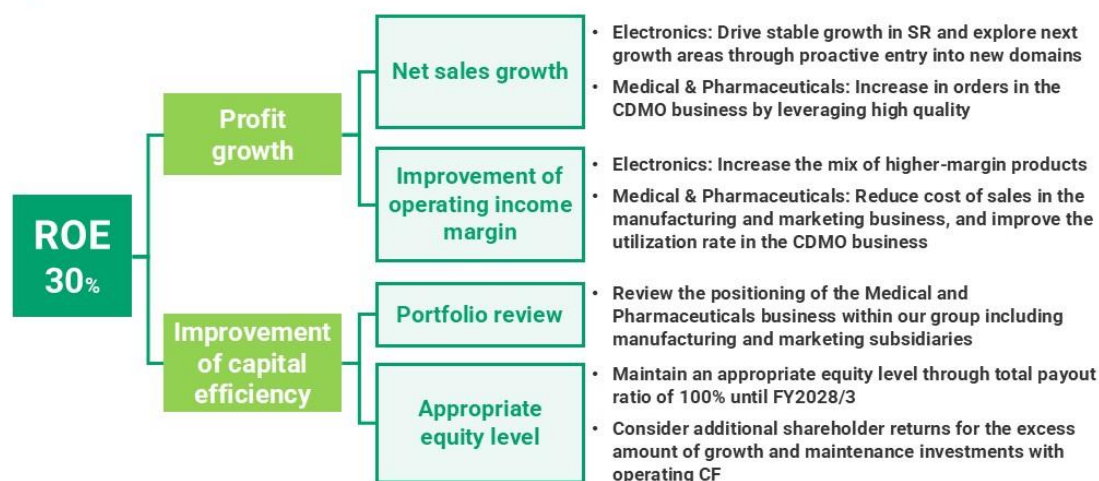 ROE
30%
Profit
growth
Improvement
of capital
efficiency
Net sales growth
• Electronics: Drive stable growth in SR and explore next
growth areas through proactive entry into new domains
• Medical & Pharmaceuticals: Increase in orders in the
CDMO business by leveraging high quality
Improvement of
operating income
margin
• Electronics: Increase the mix of higher-margin products
• Medical & Pharmaceuticals: Reduce cost of sales in the
manufacturing and marketing business, and improve the
utilization rate in the CDMO business
Portfolio review
• Review the positioning of the Medical and
Pharmaceuticals business within our group including
manufacturing and marketing subsidiaries
Appropriate
equity level
• Maintain an appropriate equity level through total payout
ratio of 100% until FY2028/3
• Consider additional shareholder returns for the excess
amount of growth and maintenance investments with
operating CF